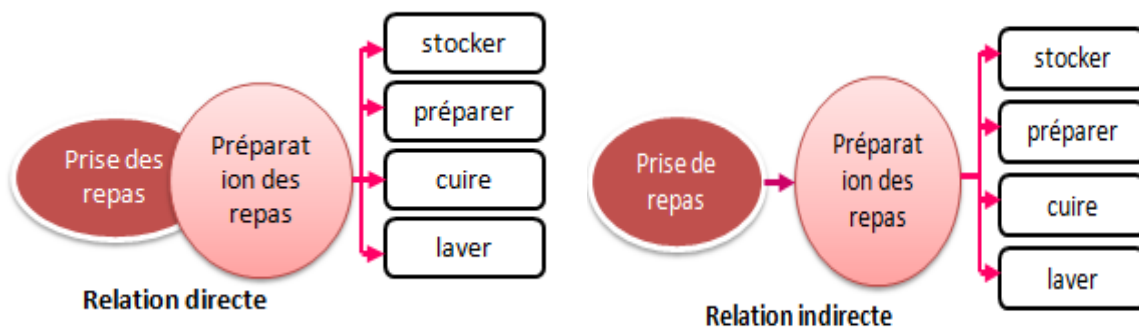 Prise des
repas
Préparat
ion des
repas
stocker
préparer
cuire
laver
Relation directe
Prise de
repas
Préparat
ion des
repas
stocker
préparer
cuire
laver
Relation indirecte